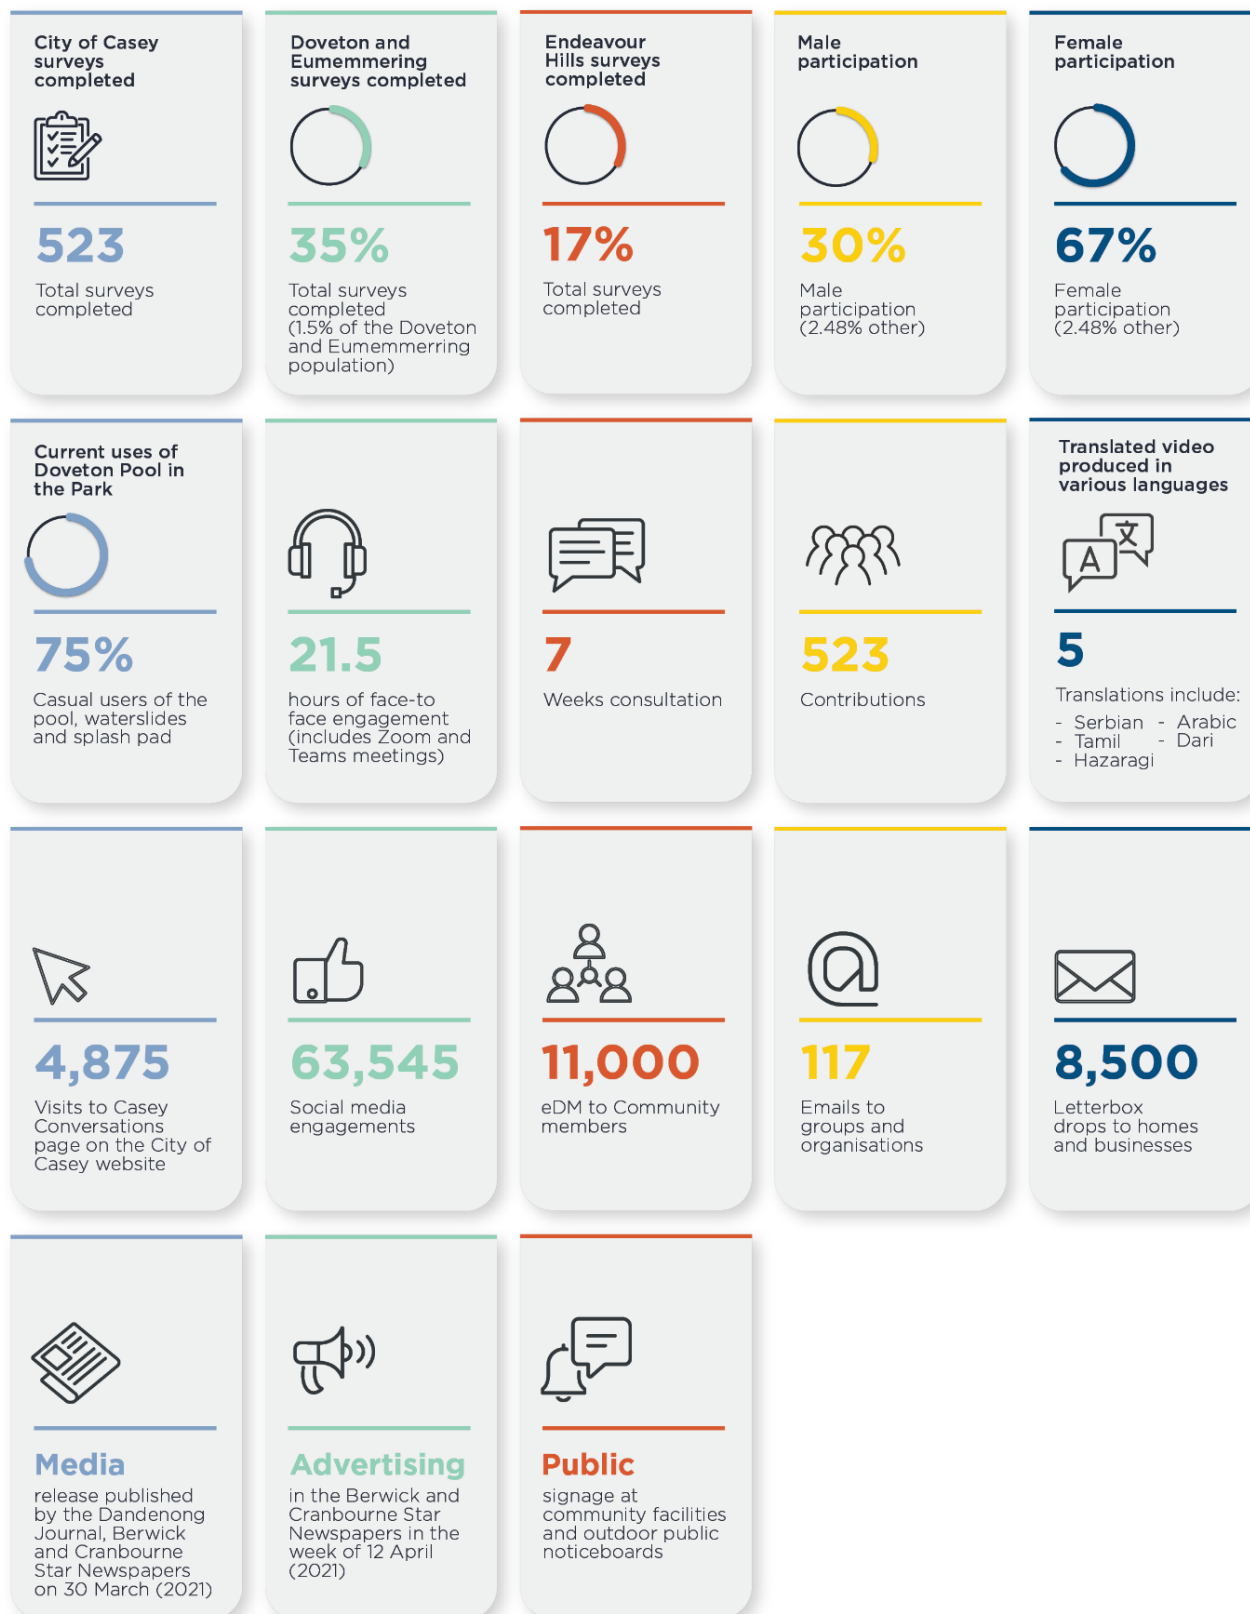 City of Casey
surveys
completed
523
Total surveys
completed
Doveton and
Eumemmering
surveys completed
35%
Total surveys
completed
(1.5% of the Doveton
and Eumemmerring
population)
Endeavour
Hills surveys
completed
17%
Total surveys
completed
Male
participation
30%
Male
participation
(2.48% other)
Female
participation
67%
Female
participation
(2.48% other)
Current uses of
Doveton Pool in
the Park
75%
Casual users of the
pool, waterslides
and splash pad
21.5
hours of face-to
face engagement
(includes Zoom and
Teams meetings)
7
Weeks consultation
523
Contributions
Translated video
produced in
various languages
A 文
5
Translations include:
- Serbian - Arabic
- Tamil - Dari
- Hazaragi
4,875
Visits to Casey
Conversations
page on the City of
Casey website
63,545
Social media
engagements
11,000
eDM to Community
members
117
Emails to
groups and
organisations
8,500
Letterbox
drops to homes
and businesses
Media
release published
by the Dandenong
Journal, Berwick
and Cranbourne
Star Newspapers
on 30 March (2021)
Advertising
in the Berwick and
Cranbourne Star
Newspapers in the
week of 12 April
(2021)
Public
signage at
community facilities
and outdoor public
noticeboards